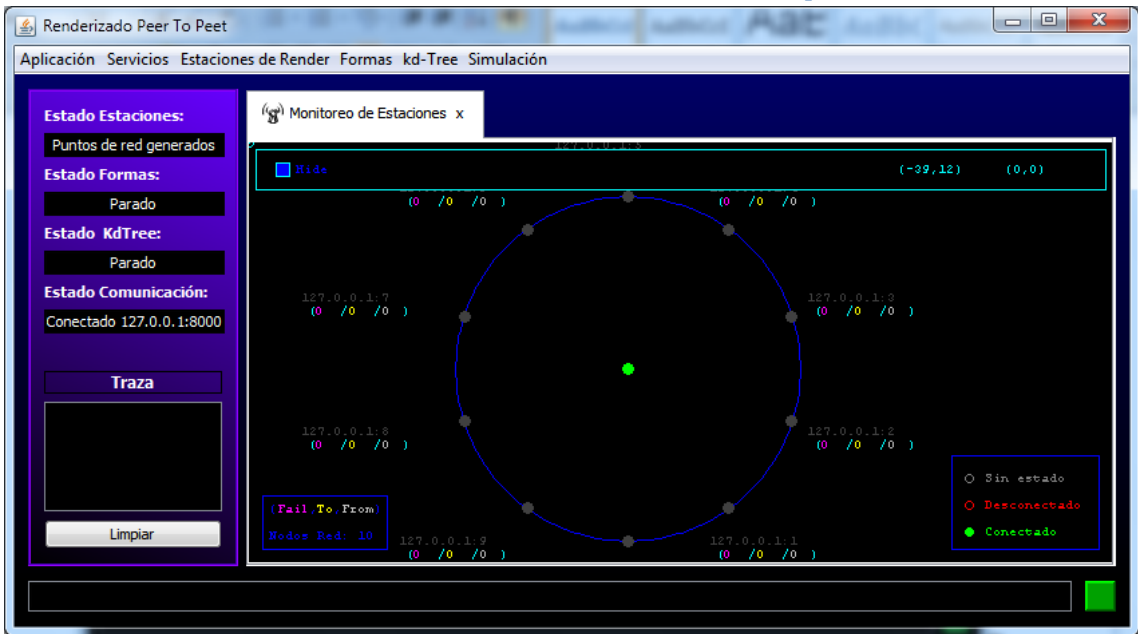 Renderizado Peer To Peet
Aplicación Servicios Estaciones de Render Formas kd-Tree Simulación
Estado Estaciones:
Puntos de red generados
Estado Formas:
Parado
Estado KdTree:
Parado
Estado Comunicación:
Conectado 127.0.0.1:8000
Traza
Limpiar
Monitoreo de Estaciones x
127.0.0.1:5
Hide (-39,12) (0,0)
(0 /0 /0 ) (0 /0 /0 )
127.0.0.1:7 127.0.0.1:3
(0 /0 /0 ) (0 /0 /0 )
127.0.0.1:8 127.0.0.1:2
(0 /0 /0 ) (0 /0 /0 )
127.0.0.1:9 127.0.0.1:1
(0 /0 /0 ) (0 /0 /0 )
(Fail,To,From)
Nodos Red: 10
Sin estado
Desconectado
Conectado